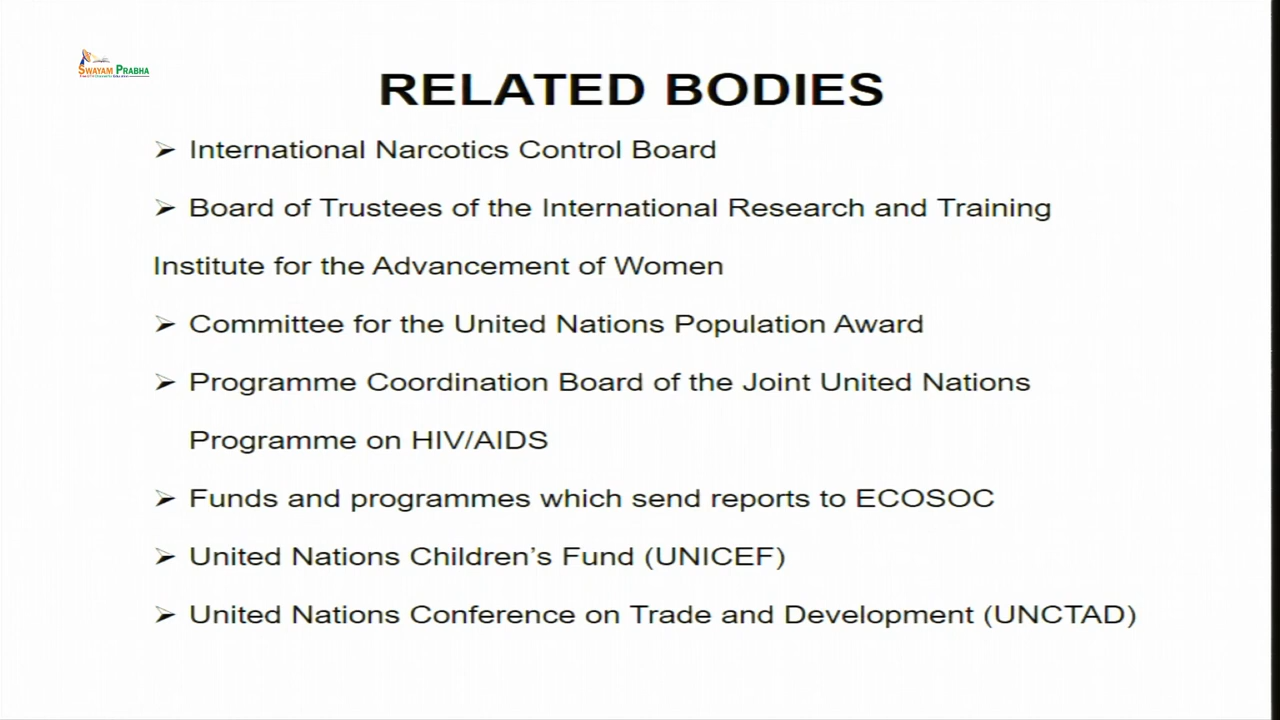 SWAYAM PRABHA
RELATED BODIES
➢ International Narcotics Control Board
➢ Board of Trustees of the International Research and Training
Institute for the Advancement of Women
➢ Committee for the United Nations Population Award
➢ Programme Coordination Board of the Joint United Nations
Programme on HIV/AIDS
➢ Funds and programmes which send reports to ECOSOC
➢ United Nations Children’s Fund (UNICEF)
➢ United Nations Conference on Trade and Development (UNCTAD)